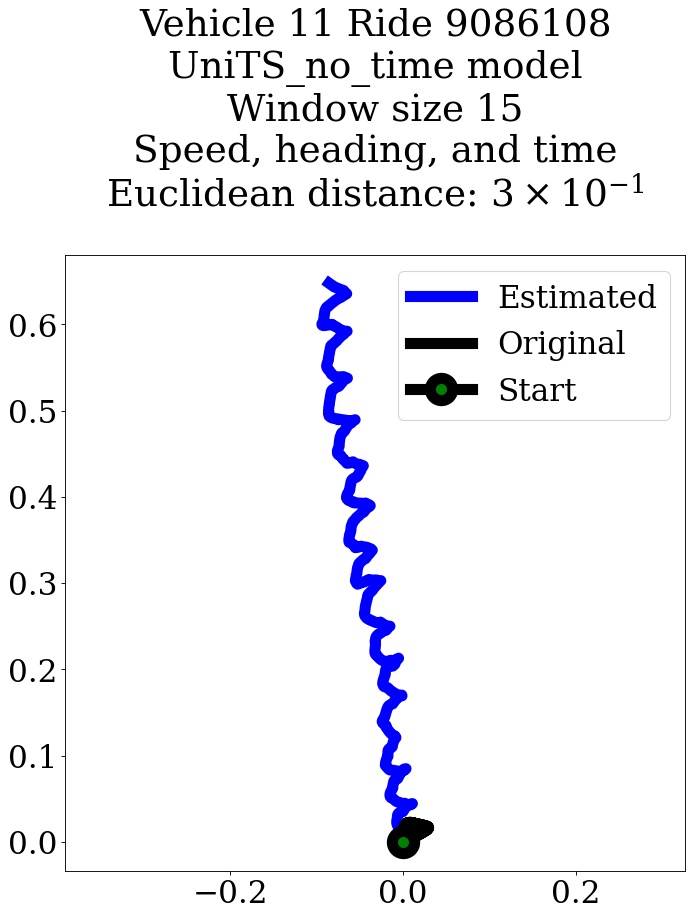 Vehicle 11 Ride 9086108
UniTS_no_time model
Window size 15
Speed, heading, and time
Euclidean distance: 3 × 10⁻¹
Estimated
Original
Start
0.6
0.5
0.4
0.3
0.2
0.1
0.0
−0.2
0.0
0.2